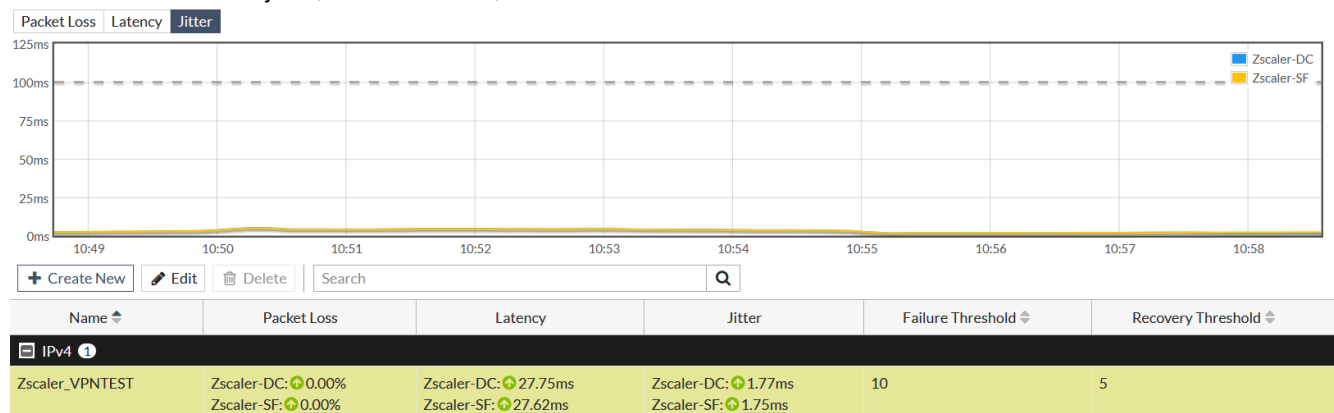 Packet Loss Latency Jitter
125ms
Zscaler-DC
100ms
Zscaler-SF
75ms
50ms
25ms
0ms
10:49 10:50 10:51 10:52 10:53 10:54 10:55 10:56 10:57 10:58
+ Create New Edit Delete Search
Name Packet Loss Latency Jitter Failure Threshold Recovery Threshold
IPv4 1
Zscaler_VPNTEST Zscaler-DC: 0.00% Zscaler-DC: 27.75ms Zscaler-DC: 1.77ms 10 5
Zscaler-SF: 0.00% Zscaler-SF: 27.62ms Zscaler-SF: 1.75ms